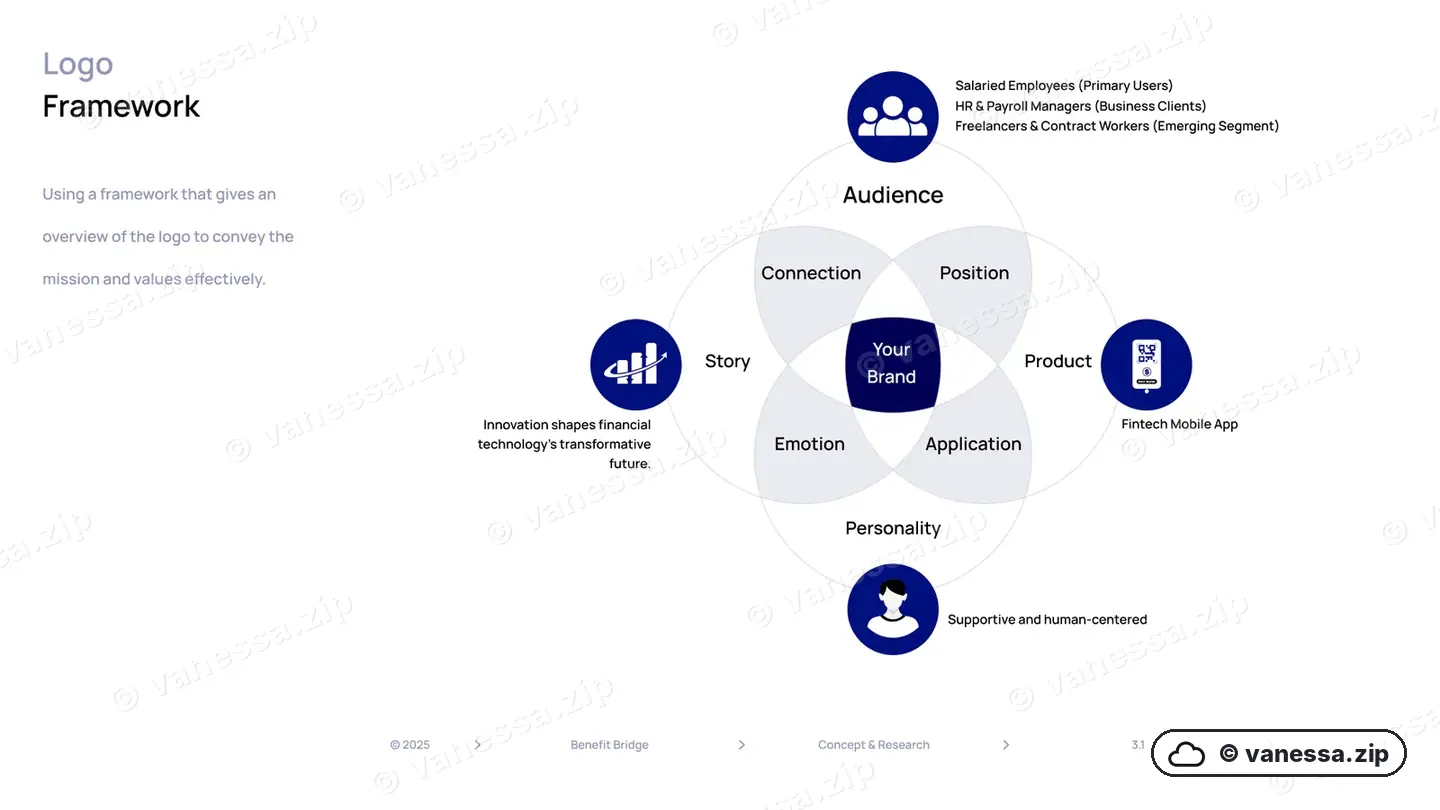 Logo
Framework
Using a framework that gives an
overview of the logo to convey the
mission and values effectively.
Salaried Employees (Primary Users)
HR & Payroll Managers (Business Clients)
Freelancers & Contract Workers (Emerging Segment)
Audience
Connection
Position
Story
Your
Brand
Product
Innovation shapes financial
technology's transformative
future.
Fintech Mobile App
Emotion
Application
Personality
Supportive and human-centered
© 2025
Benefit Bridge
Concept & Research
3.1
© vanessa.zip